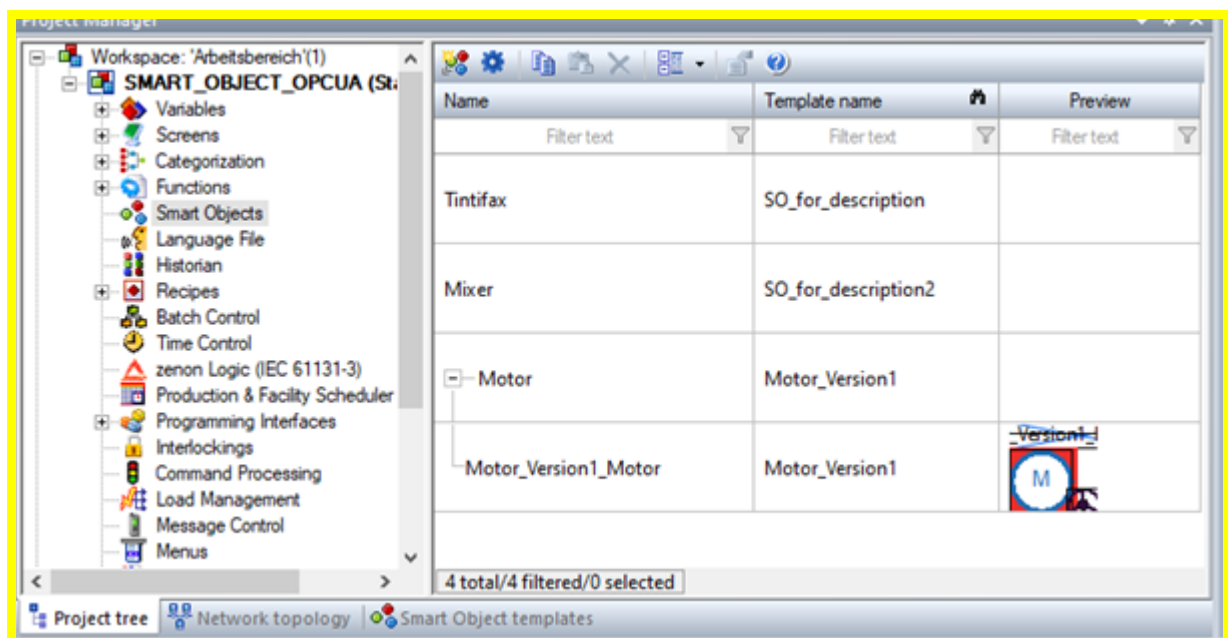 Project Manager
Workspace: 'Arbeitsbereich'(1)
SMART_OBJECT_OPCUA (Sta
Variables
Screens
Categorization
Functions
Smart Objects
Language File
Historian
Recipes
Batch Control
Time Control
zenon Logic (IEC 61131-3)
Production & Facility Scheduler
Programming Interfaces
Interlockings
Command Processing
Load Management
Message Control
Menus
Name Template name Preview
Filter text Filter text Filter text
Tintifax SO_for_description
Mixer SO_for_description2
Motor Motor_Version1
Motor_Version1_Motor Motor_Version1
_Version1_
M
4 total/4 filtered/0 selected
Project tree Network topology Smart Object templates